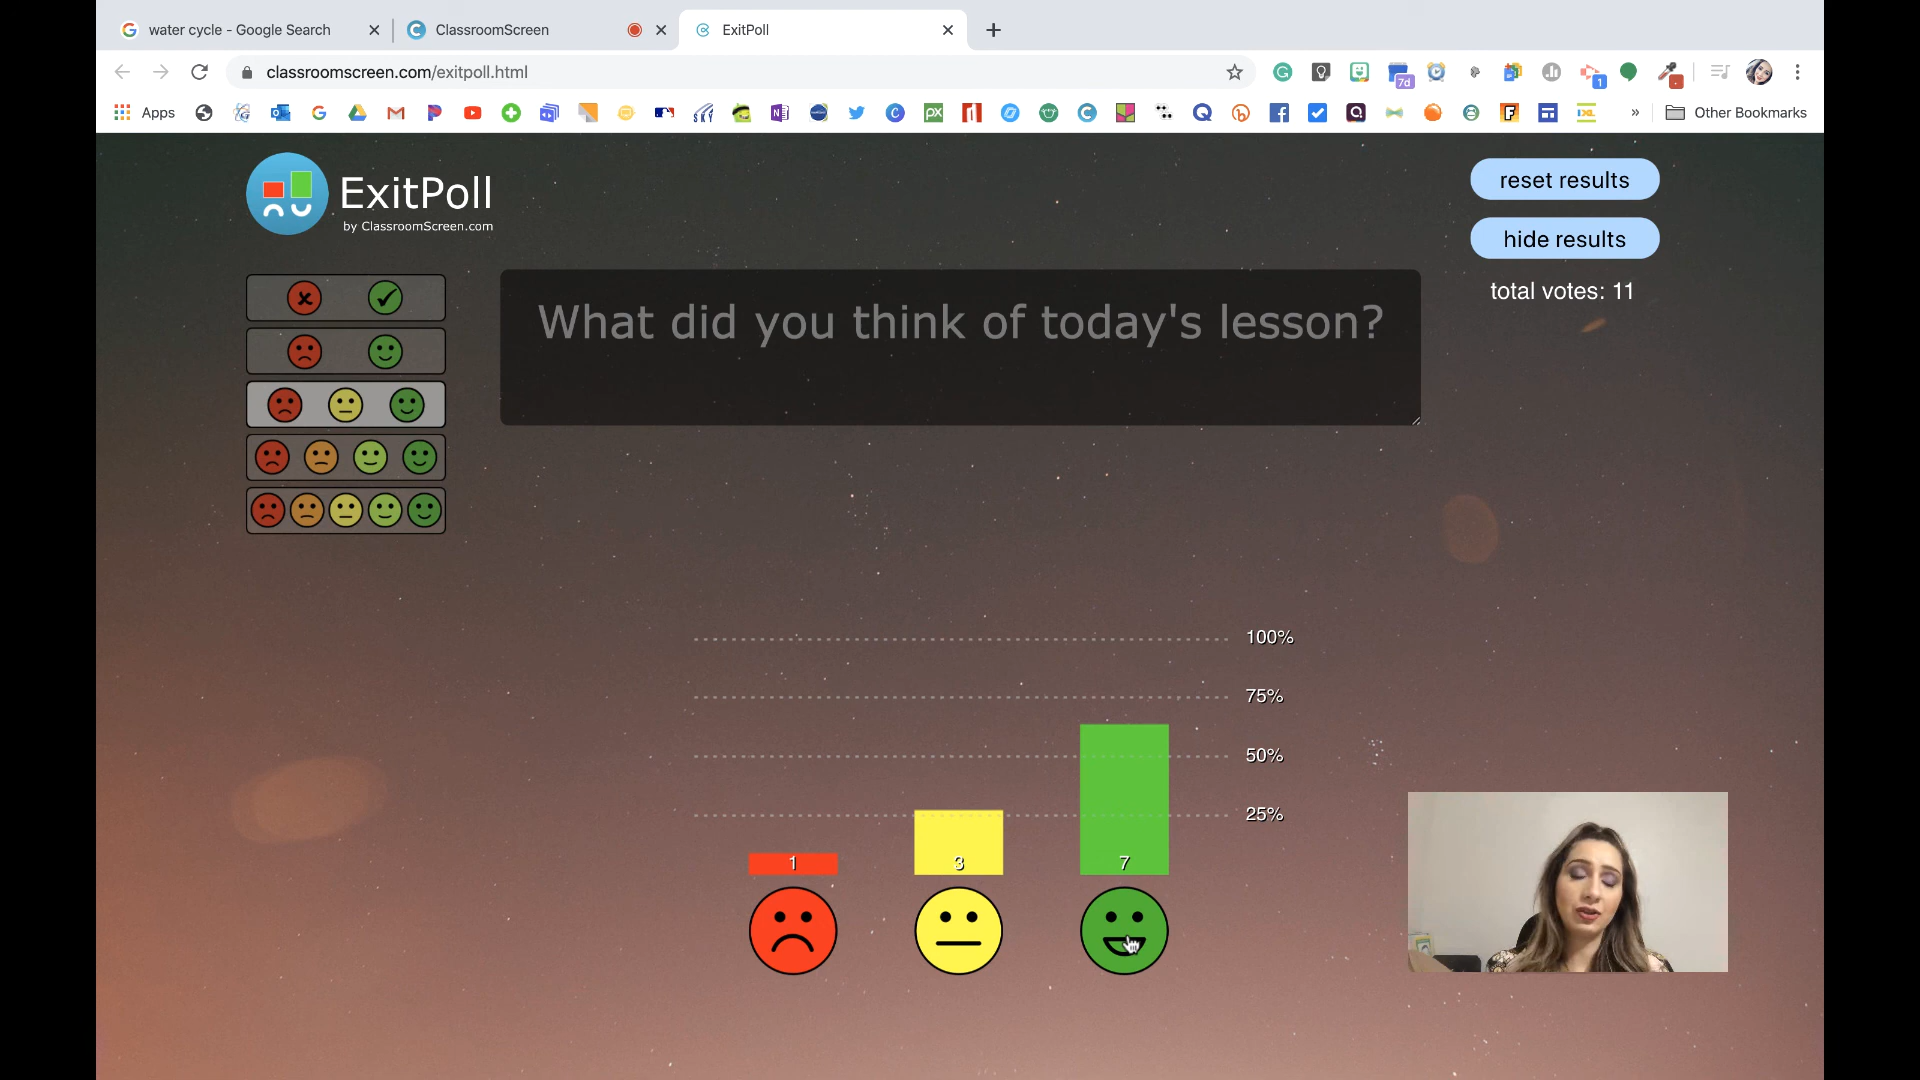 water cycle - Google Search
ClassroomScreen
ExitPoll
classroomscreen.com/exitpoll.html
7d
1
Apps
Other Bookmarks
ExitPoll
by ClassroomScreen.com
reset results
hide results
total votes: 11
What did you think of today's lesson?
100%
75%
50%
25%
1
3
7